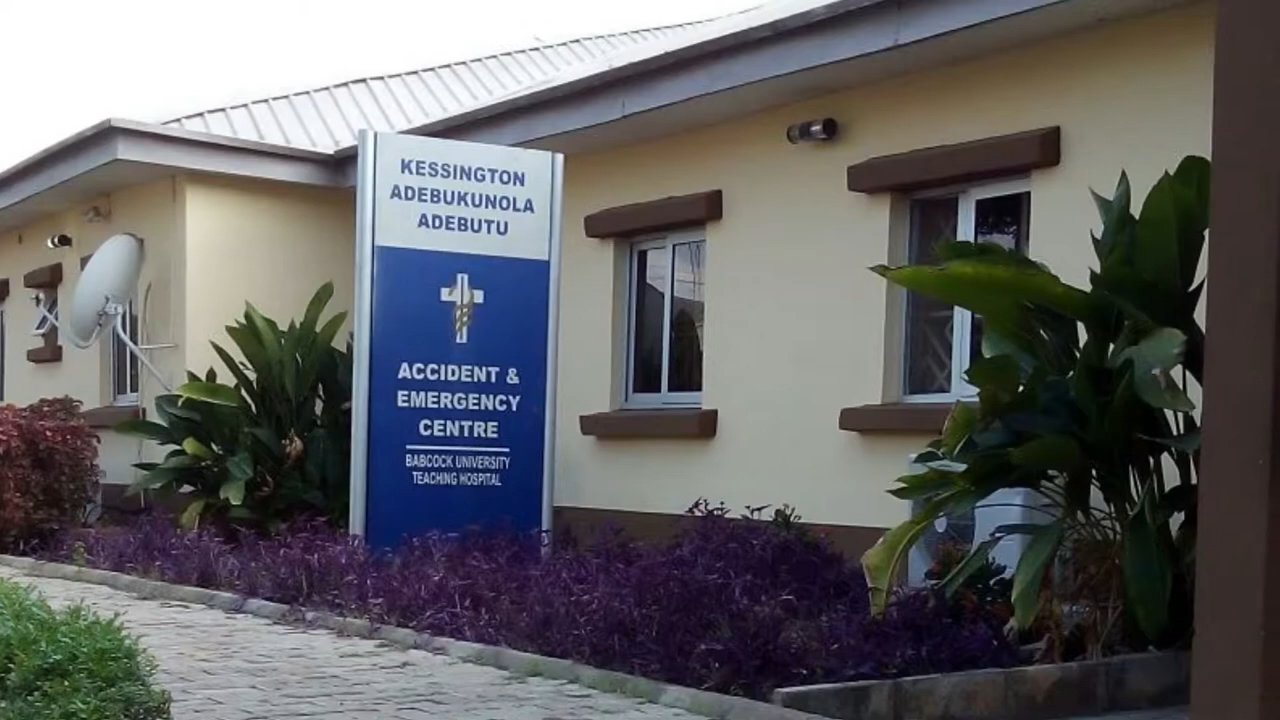 KESSINGTON
ADEBUKUNOLA
ADEBUTU
ACCIDENT &
EMERGENCY
CENTRE
BABCOCK UNIVERSITY
TEACHING HOSPITAL